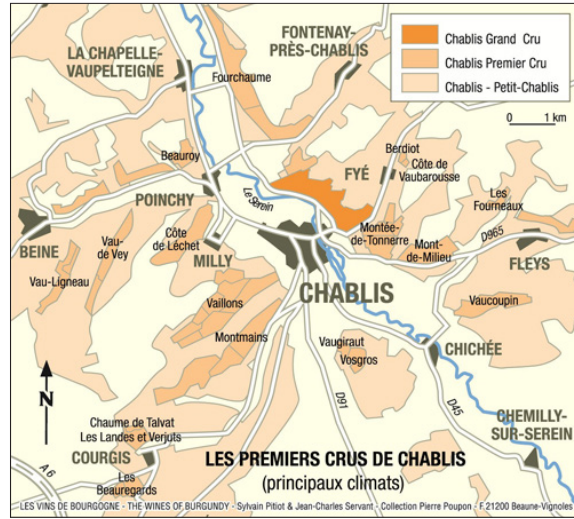 FONTENAY-
PRÈS-CHABLIS
Chablis Grand Cru
Chablis Premier Cru
Chablis - Petit-Chablis
0 1 km
LA CHAPELLE-
VAUPELTEIGNE
Fourchaume
Beauroy
POINCHY
Le Serein
FYÉ
Berdiot
Côte de
Vaubarousse
Les
Fourneaux
BEINE
Vau-
de Vey
Côte
de Léchet
MILLY
Montée-
de-Tonnerre
Mont-
de-Milieu
D965
FLEYS
Vau-Ligneau
CHABLIS
Vaillons
Vaucoupin
Montmains
Vaugiraut
Vosgros
CHICHÉE
N
D91
D45
CHEMILLY-
SUR-SEREIN
Chaume de Talvat
Les Landes et Verjuts
COURGIS
Les
Beauregards
A 6
LES PREMIERS CRUS DE CHABLIS
(principaux climats)
LES VINS DE BOURGOGNE - THE WINES OF BURGUNDY - Sylvain Pitiot & Jean-Charles Servant - Collection Pierre Poupon - F.21200 Beaune-Vignoles